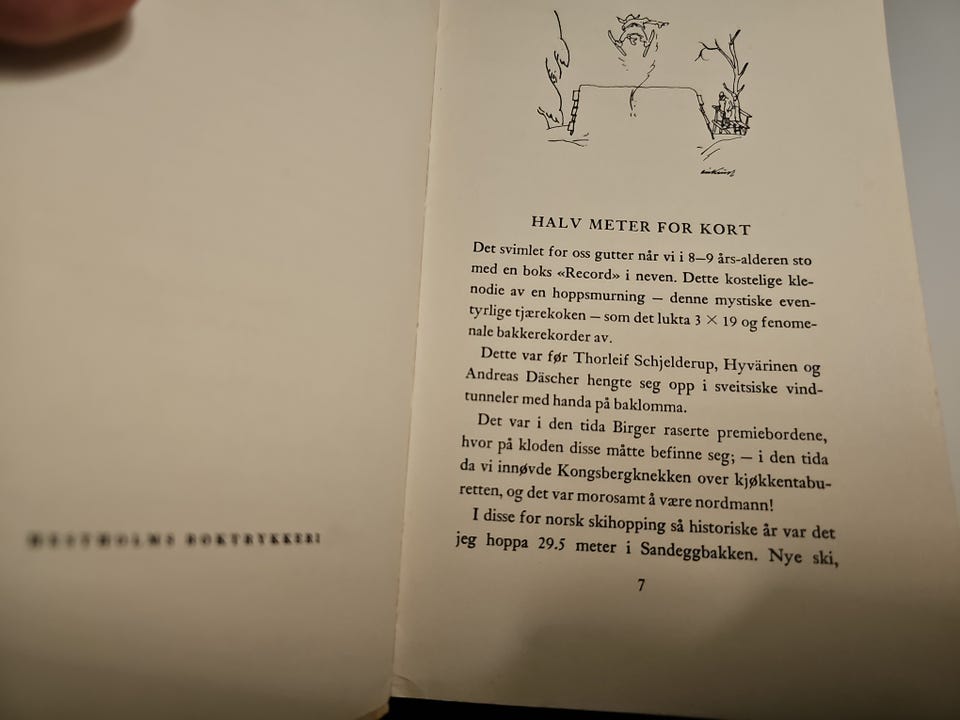 BOKTRYKKERI
HALV METER FOR KORT
Det svimlet for oss gutter når vi i 8–9 års-alderen sto
med en boks «Record» i neven. Dette kostelige kle-
nodie av en hoppsmurning – denne mystiske even-
tyrlige tjærekoken – som det lukta 3 × 19 og fenome-
nale bakkerekorder av.
Dette var før Thorleif Schjelderup, Hyvärinen og
Andreas Däscher hengte seg opp i sveitsiske vind-
tunneler med handa på baklomma.
Det var i den tida Birger raserte premiebordene,
hvor på kloden disse måtte befinne seg; – i den tida
da vi innøvde Kongsbergknekken over kjøkkentabu-
retten, og det var morosamt å være nordmann!
I disse for norsk skihopping så historiske år var det
jeg hoppa 29.5 meter i Sandeggbakken. Nye ski,
7